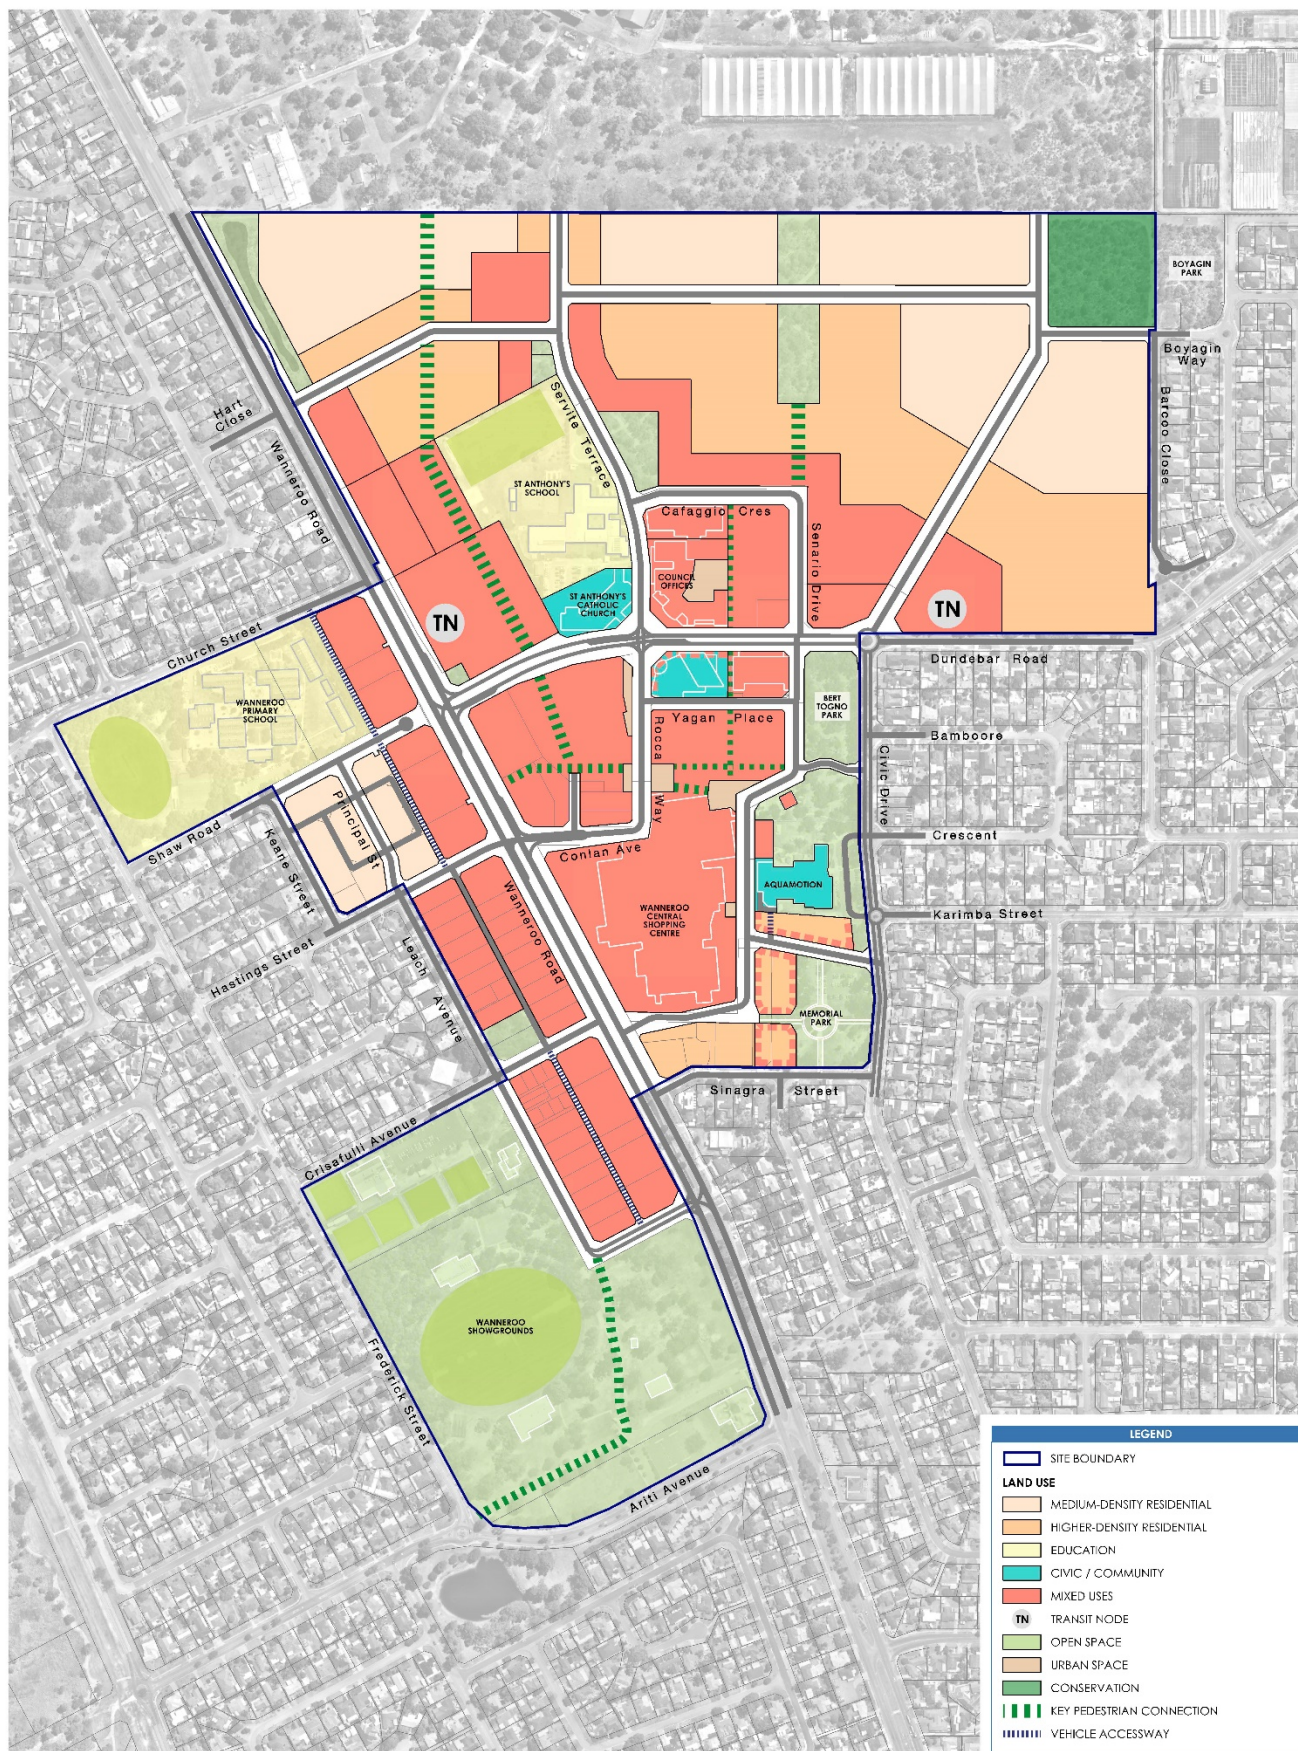 BOYAGIN
PARK
Boyagin
Way
Barcoo Close
Hart
Close
Wanneroo Road
Servite Terrace
ST ANTHONY'S
SCHOOL
Cafaggio Cres
Senario Drive
COUNCIL
OFFICES
ST ANTHONY'S
CATHOLIC
CHURCH
TN
TN
Church Street
Dundebar Road
WANNEROO
PRIMARY
SCHOOL
BERT
TOGNO
PARK
Yagan Place
Rocca Way
Bamboore
Civic Drive
Crescent
Shaw Road
Principal St
Keane Street
Conlan Ave
AQUAMOTION
Karimba Street
WANNEROO
CENTRAL
SHOPPING
CENTRE
Wanneroo Road
Hastings Street
Leach Avenue
MEMORIAL
PARK
Sinagra Street
Crisafulli Avenue
WANNEROO
SHOWGROUNDS
Frederick Street
Ariti Avenue
LEGEND
SITE BOUNDARY
LAND USE
MEDIUM-DENSITY RESIDENTIAL
HIGHER-DENSITY RESIDENTIAL
EDUCATION
CIVIC / COMMUNITY
MIXED USES
TN TRANSIT NODE
OPEN SPACE
URBAN SPACE
CONSERVATION
KEY PEDESTRIAN CONNECTION
VEHICLE ACCESSWAY